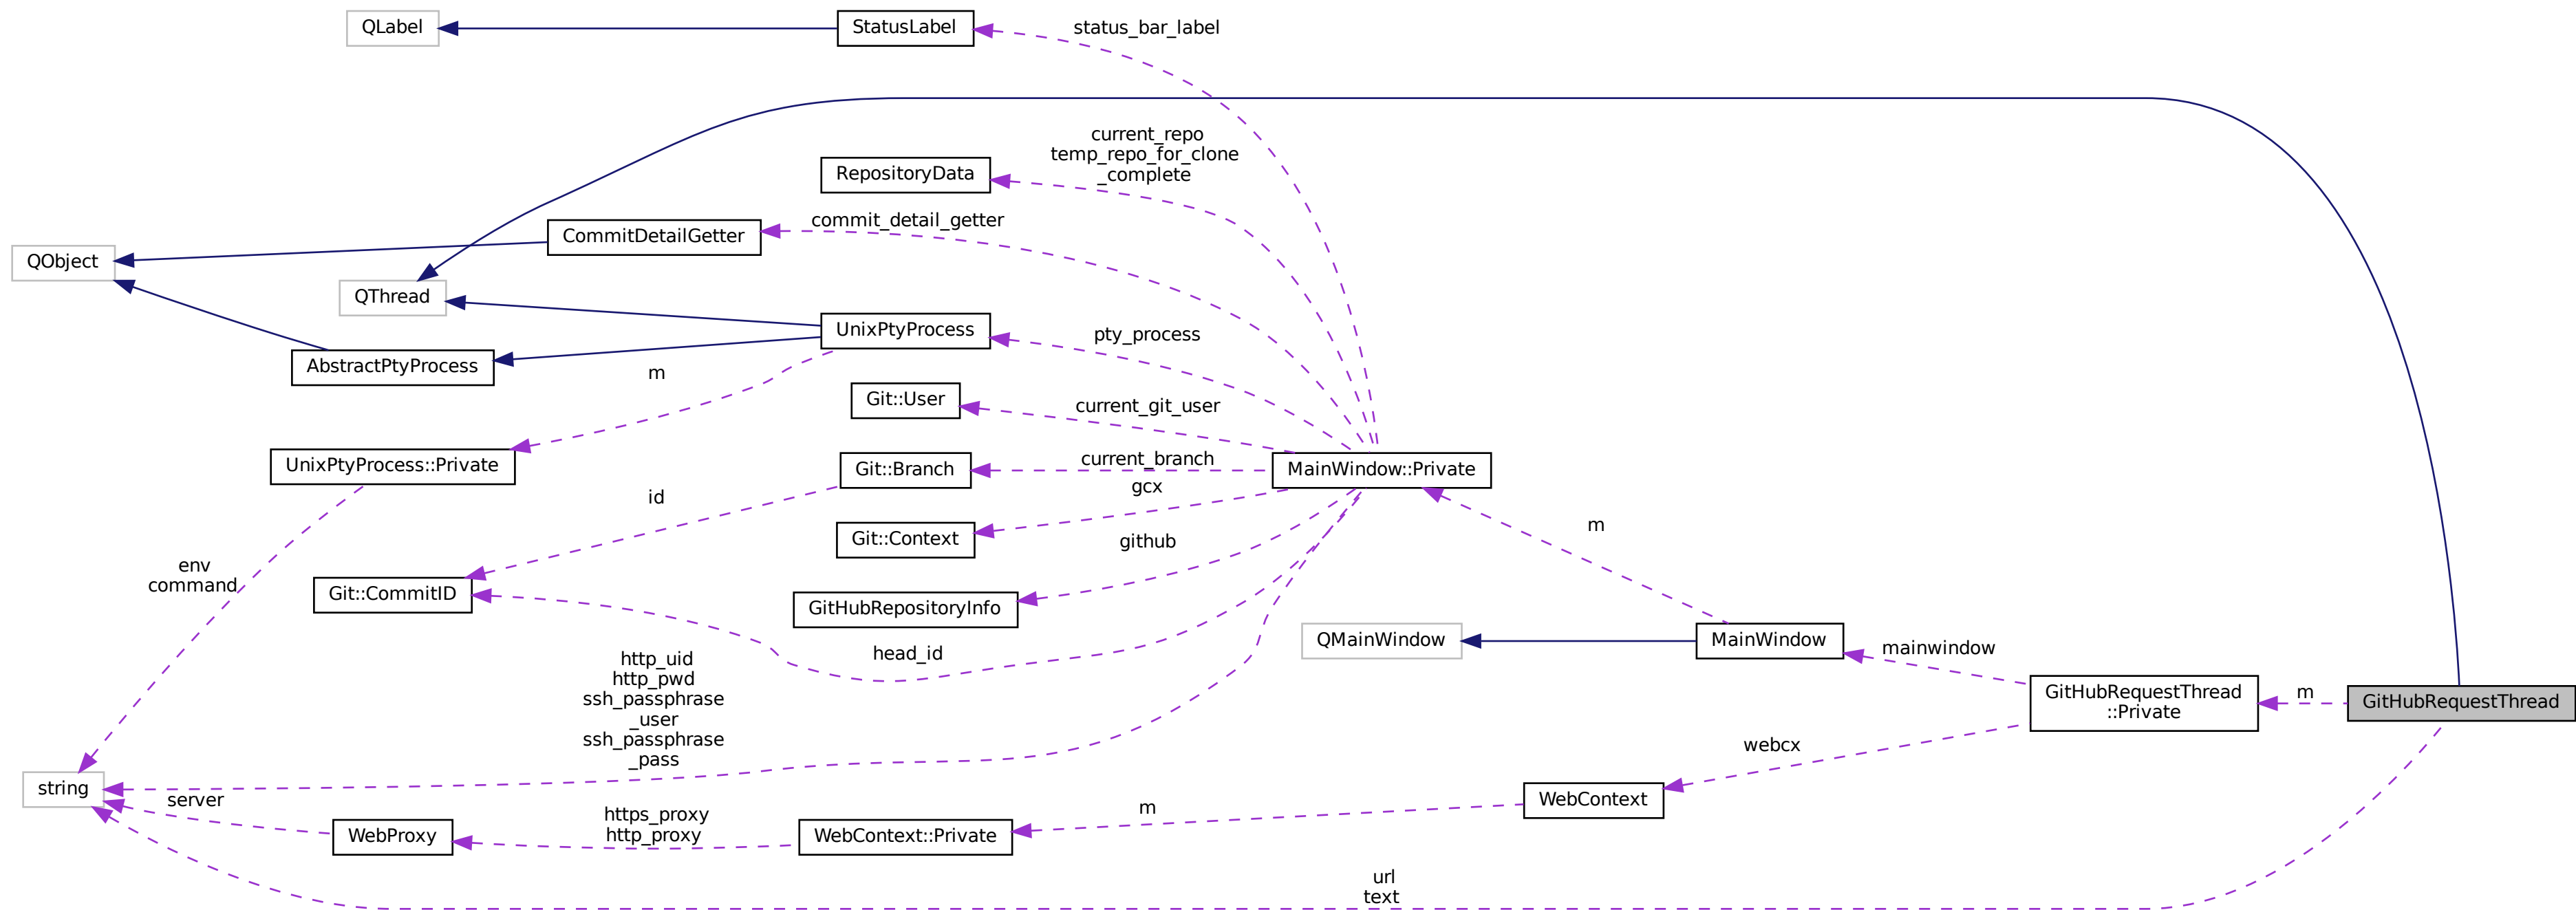 QLabel
StatusLabel
status_bar_label
current_repo
temp_repo_for_clone
_complete
RepositoryData
commit_detail_getter
CommitDetailGetter
QObject
QThread
UnixPtyProcess
pty_process
AbstractPtyProcess
m
Git::User
current_git_user
UnixPtyProcess::Private
Git::Branch
current_branch
MainWindow::Private
id
gcx
m
Git::Context
github
env
command
Git::CommitID
GitHubRepositoryInfo
head_id
QMainWindow
MainWindow
mainwindow
http_uid
http_pwd
ssh_passphrase
_user
ssh_passphrase
_pass
GitHubRequestThread
::Private
m
GitHubRequestThread
webcx
string
server
WebContext
m
https_proxy
http_proxy
WebProxy
WebContext::Private
url
text